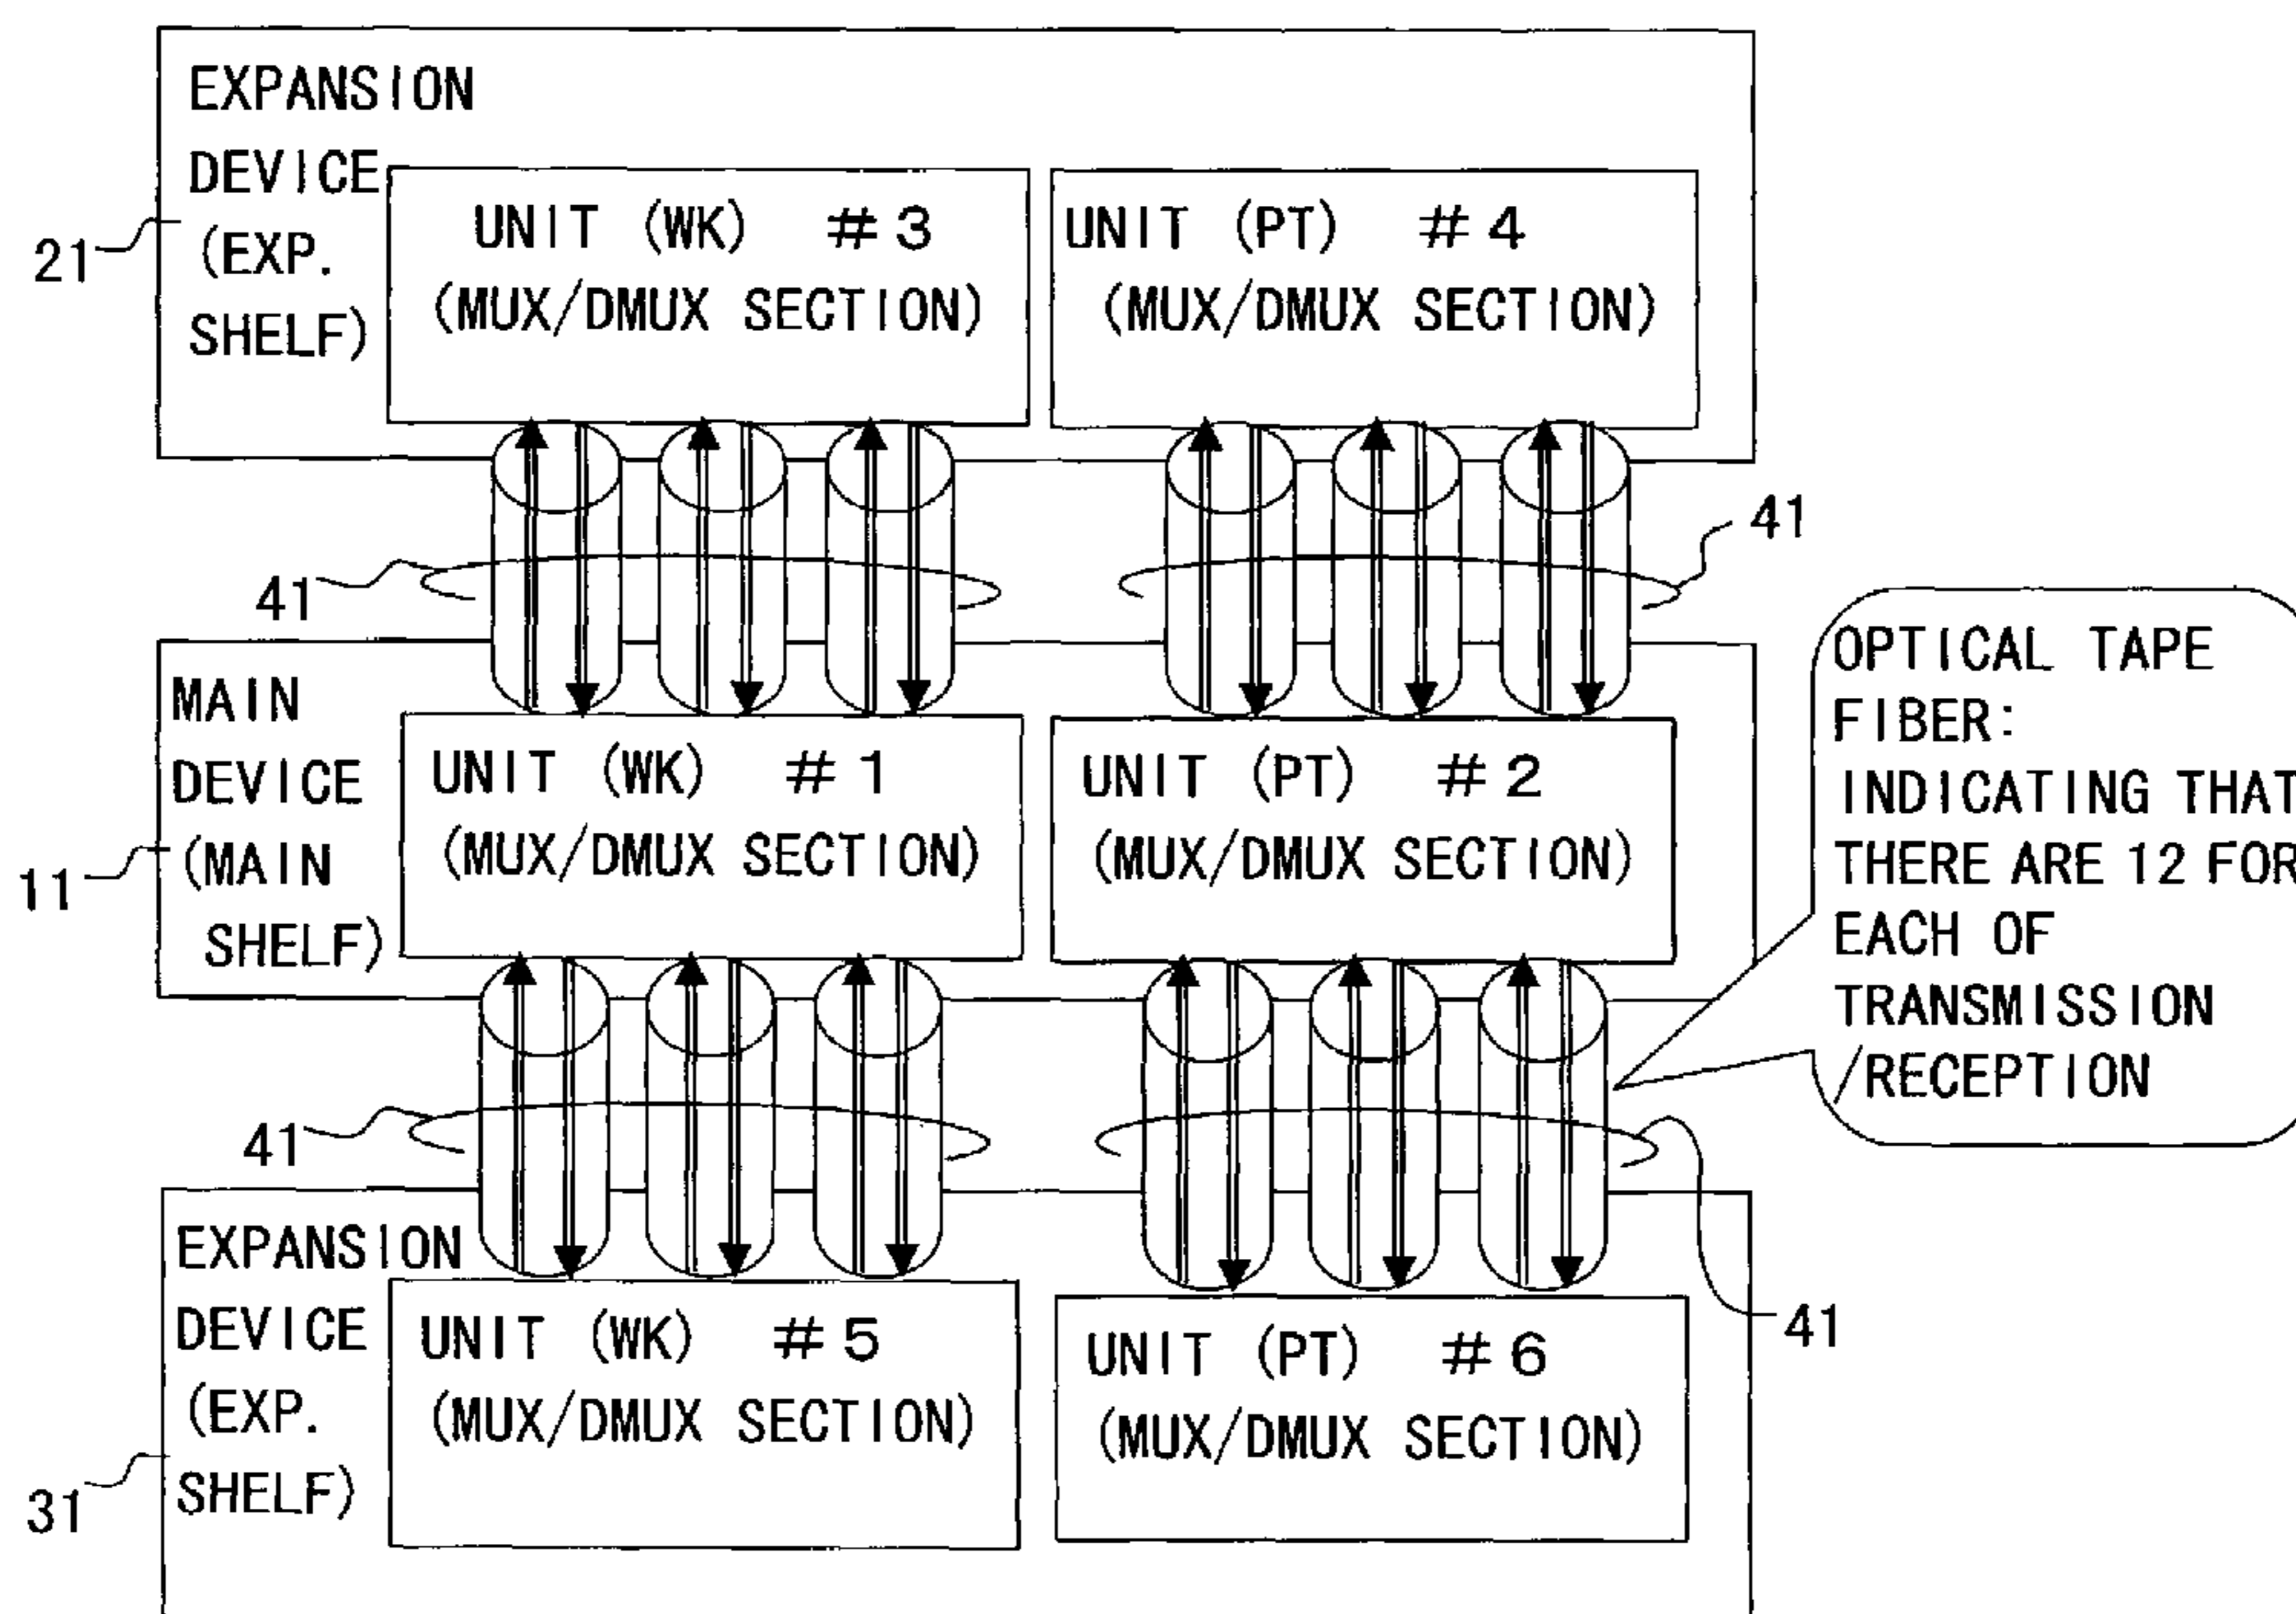 EXPANSION
DEVICE
(EXP.
SHELF)
21
UNIT (WK) #3
(MUX/DMUX SECTION)
UNIT (PT) #4
(MUX/DMUX SECTION)
41
41
MAIN
DEVICE
(MAIN
SHELF)
11
UNIT (WK) #1
(MUX/DMUX SECTION)
UNIT (PT) #2
(MUX/DMUX SECTION)
OPTICAL TAPE
FIBER:
INDICATING THAT
THERE ARE 12 FOR
EACH OF
TRANSMISSION
/RECEPTION
41
41
EXPANSION
DEVICE
(EXP.
SHELF)
31
UNIT (WK) #5
(MUX/DMUX SECTION)
UNIT (PT) #6
(MUX/DMUX SECTION)